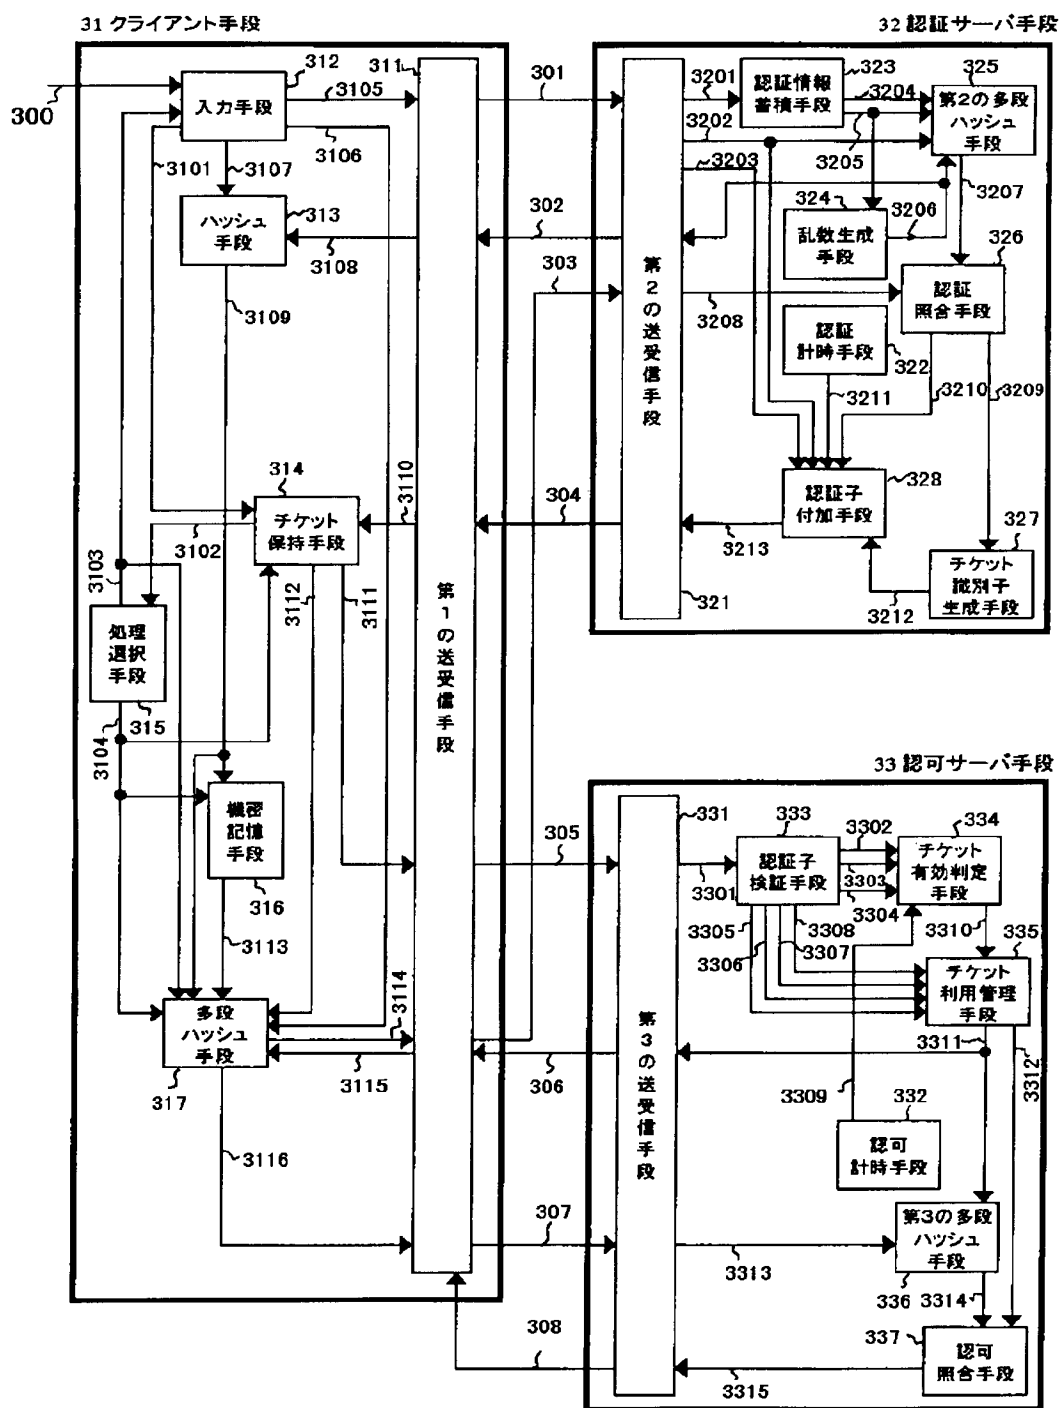 31 クライアント手段
32 認証サーバ手段
300
312
入力手段
3105
3106
3101
3107
311
301
ハッシュ
手段
313
3108
302
303
3109
314
チケット
保持手段
3110
304
3102
3103
3112
3111
処理
選択
手段
315
3104
第1の送受信手段
機密
記憶
手段
316
3113
305
多段
ハッシュ
手段
317
3114
3115
306
3116
307
308
3201
3202
3203
認証情報
蓄積手段
323
3204
3205
325
第2の多段
ハッシュ
手段
3207
324
乱数生成
手段
3206
326
認証
照合手段
3208
第2の送受信手段
認証
計時手段
322
3211
3210
3209
認証子
付加手段
328
3213
327
チケット
識別子
生成手段
3212
321
33 認可サーバ手段
331
333
認証子
検証手段
3301
3302
3303
3304
334
チケット
有効判定
手段
3305
3306
3308
3307
3310
335
チケット
利用管理
手段
3311
3312
3309
332
認可
計時手段
第3の送受信手段
第3の多段
ハッシュ
手段
3313
336
3314
337
認可
照合手段
3315